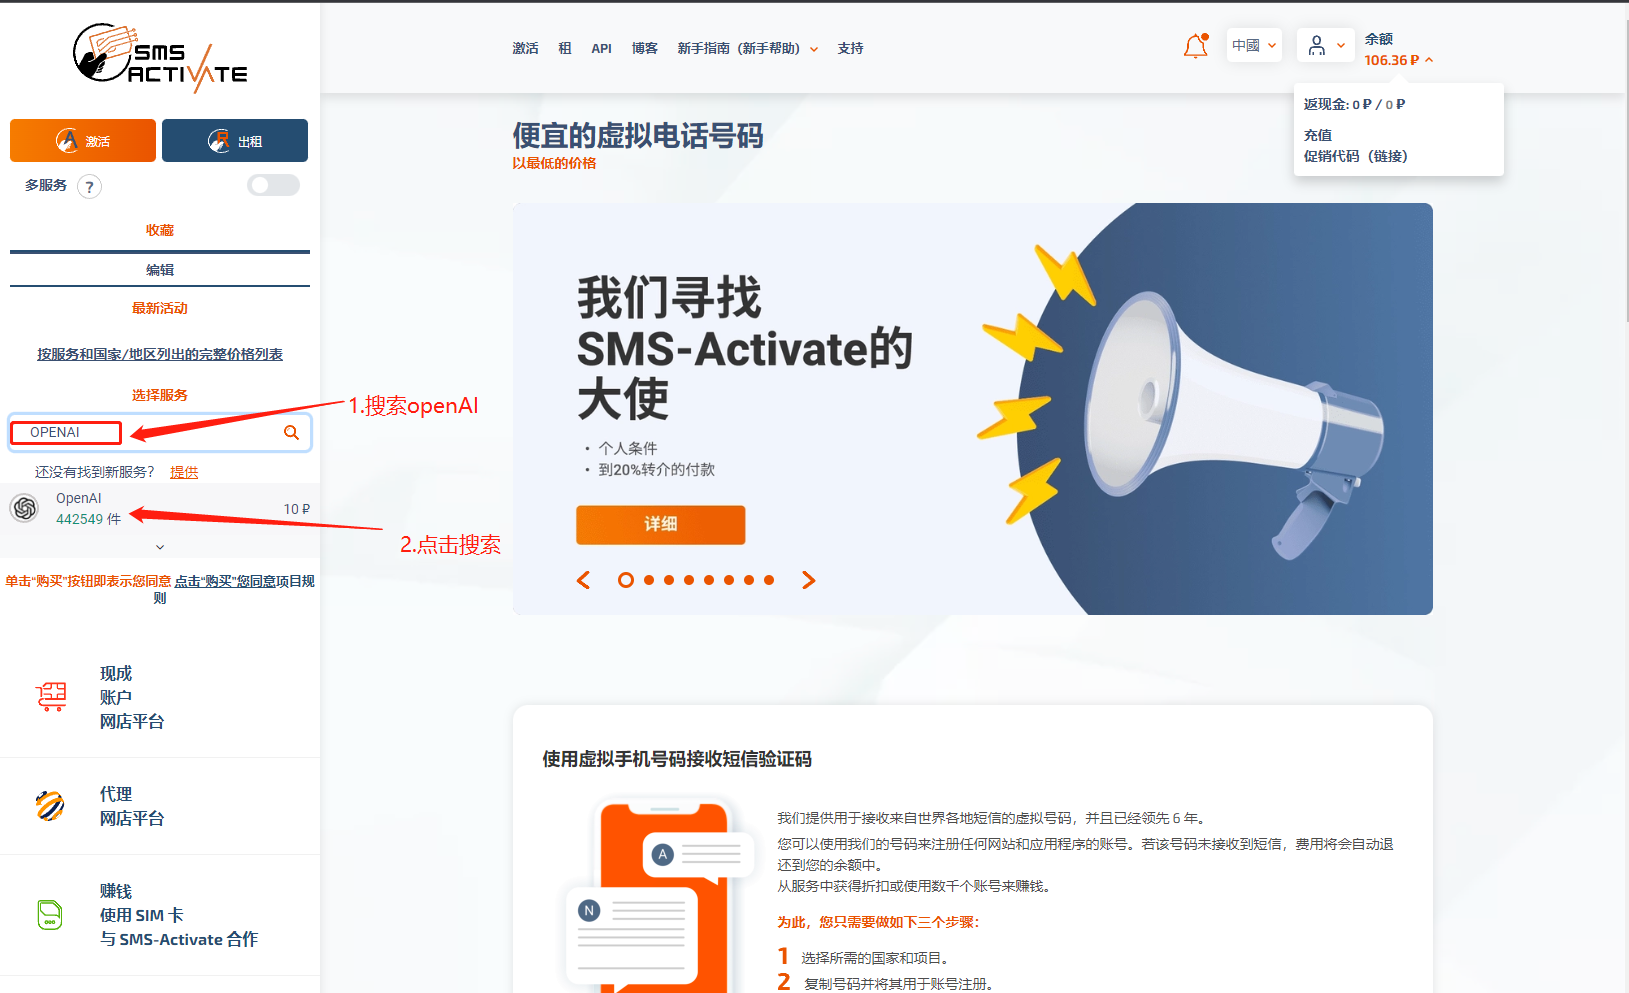 SMS
ACTIVATE
激活
租
API
博客
新手指南（新手帮助）
支持
中國
余额
106.36 ₽
返现金: 0 ₽ / 0 ₽
充值
促销代码（链接）
A 激活
R 出租
多服务 ?
收藏
编辑
最新活动
按服务和国家/地区列出的完整价格列表
选择服务
OPENAI
1.搜索openAI
还没有找到新服务？ 提供
OpenAI
442549 件
10 ₽
2.点击搜索
单击“购买”按钮即表示您同意 点击“购买”您同意项目规
则
现成
账户
网店平台
代理
网店平台
赚钱
使用 SIM 卡
与 SMS-Activate 合作
便宜的虚拟电话号码
以最低的价格
我们寻找
SMS-Activate的
大使
• 个人条件
• 到20%转介的付款
详细
使用虚拟手机号码接收短信验证码
A
N
我们提供用于接收来自世界各地短信的虚拟号码，并且已经领先 6 年。
您可以使用我们的号码来注册任何网站和应用程序的账号。若该号码未接收到短信，费用将会自动退
还到您的余额中。
从服务中获得折扣或使用数千个账号来赚钱。
为此，您只需要做如下三个步骤：
1 选择所需的国家和项目。
2 复制号码并将其用于账号注册。